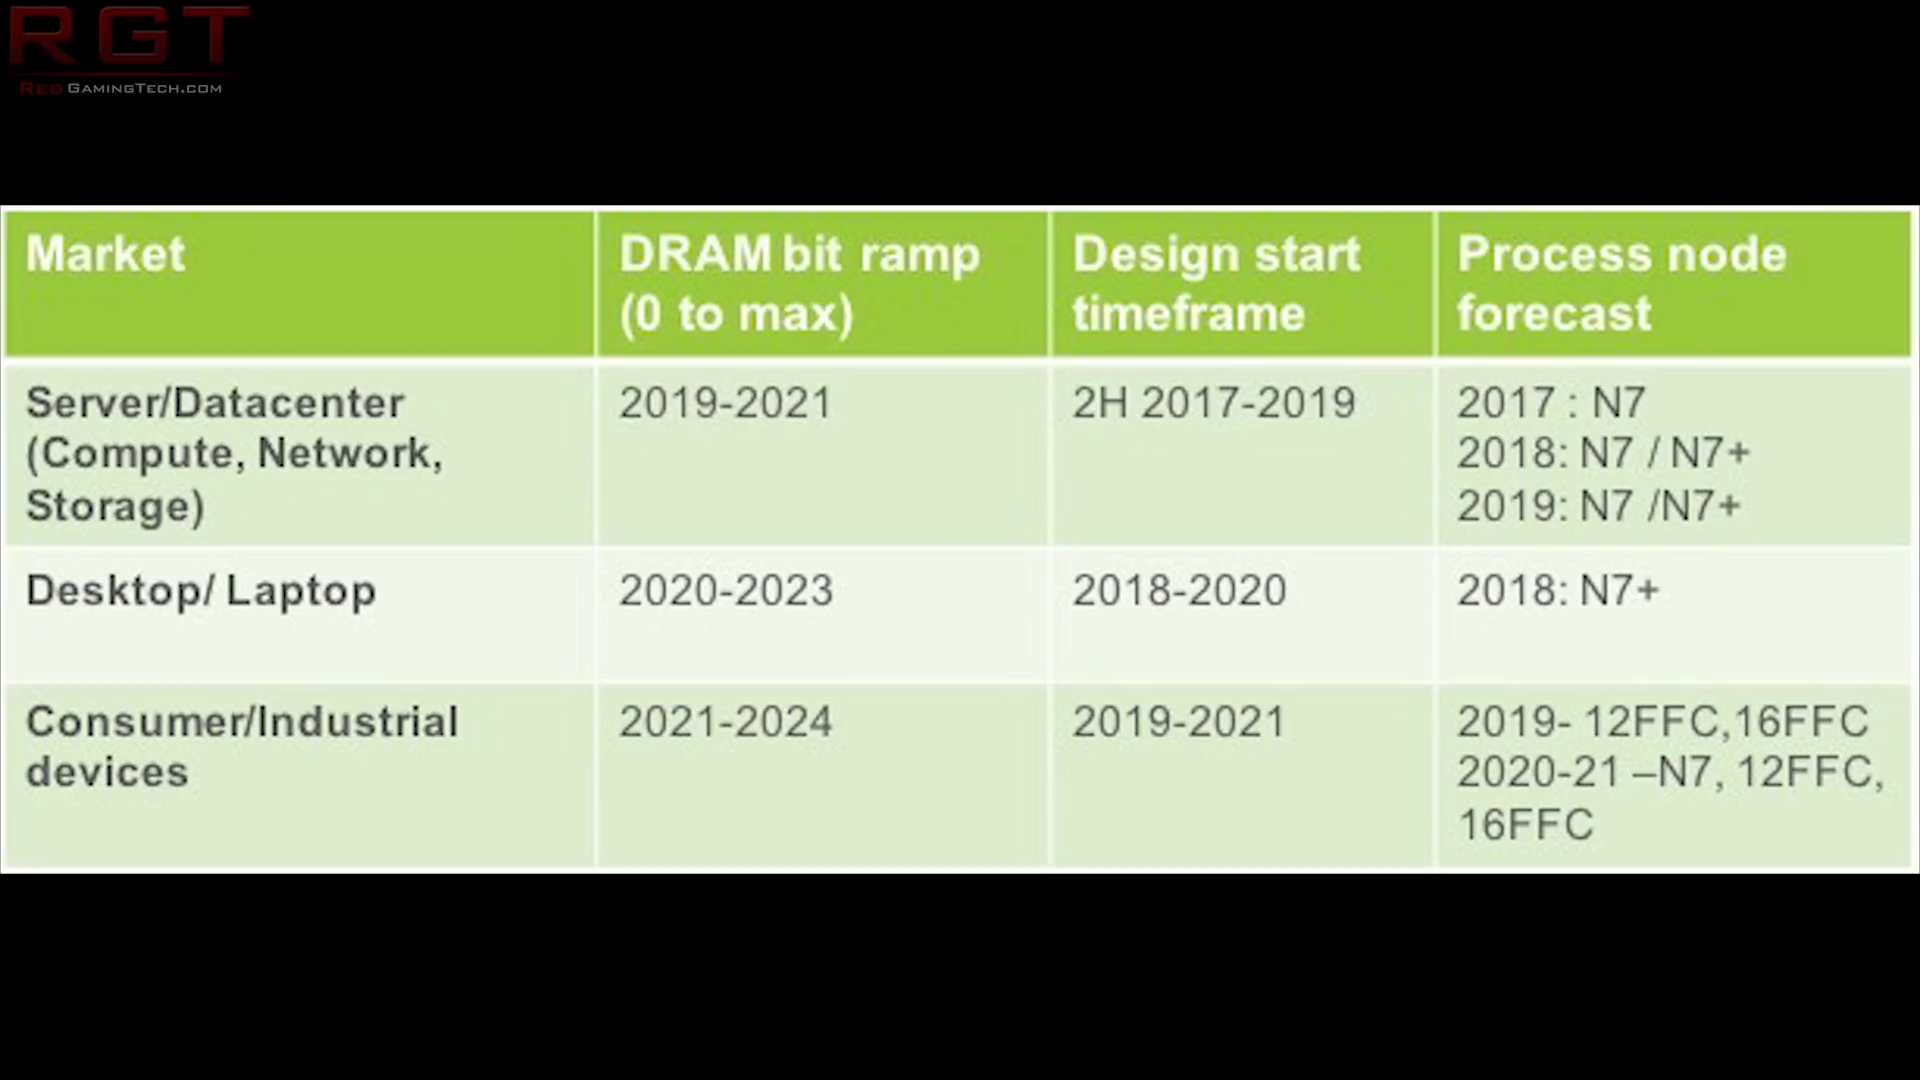 RGT
RedGamingTech.com
Market
DRAM bit ramp
(0 to max)
Design start
timeframe
Process node
forecast
Server/Datacenter
(Compute, Network,
Storage)
2019-2021
2H 2017-2019
2017 : N7
2018: N7 / N7+
2019: N7 /N7+
Desktop/ Laptop
2020-2023
2018-2020
2018: N7+
Consumer/Industrial
devices
2021-2024
2019-2021
2019- 12FFC,16FFC
2020-21 –N7, 12FFC,
16FFC